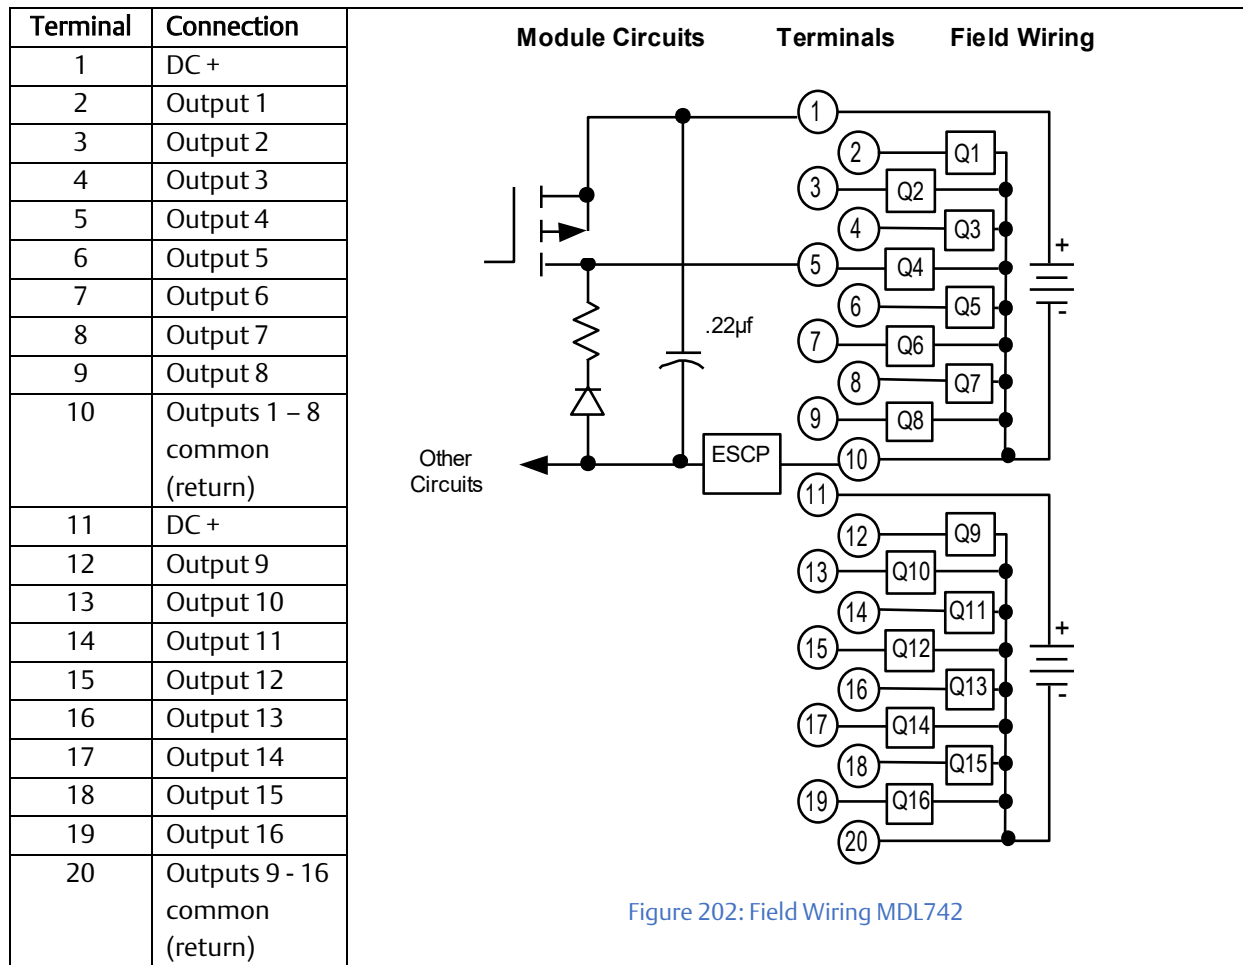 Terminal Connection
1 DC +
2 Output 1
3 Output 2
4 Output 3
5 Output 4
6 Output 5
7 Output 6
8 Output 7
9 Output 8
10 Outputs 1 – 8
common
(return)
11 DC +
12 Output 9
13 Output 10
14 Output 11
15 Output 12
16 Output 13
17 Output 14
18 Output 15
19 Output 16
20 Outputs 9 - 16
common
(return)
Module Circuits Terminals Field Wiring
1
2 Q1
3 Q2
4 Q3
+
5 Q4
6 Q5
-
.22µf
7 Q6
8 Q7
9 Q8
Other
Circuits
ESCP
10
11
12 Q9
13 Q10
14 Q11
+
15 Q12
16 Q13
-
17 Q14
18 Q15
19 Q16
20
Figure 202: Field Wiring MDL742